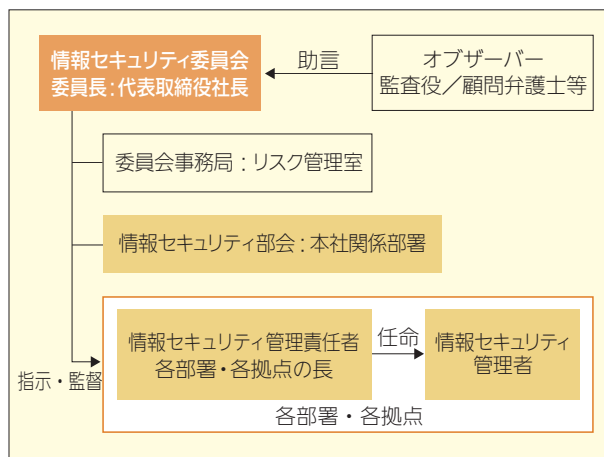 情報セキュリティ委員会
委員長:代表取締役社長
助言
オブザーバー
監査役／顧問弁護士等
委員会事務局:リスク管理室
情報セキュリティ部会:本社関係部署
情報セキュリティ管理責任者
各部署・各拠点の長
任命
情報セキュリティ
管理者
指示・監督
各部署・各拠点